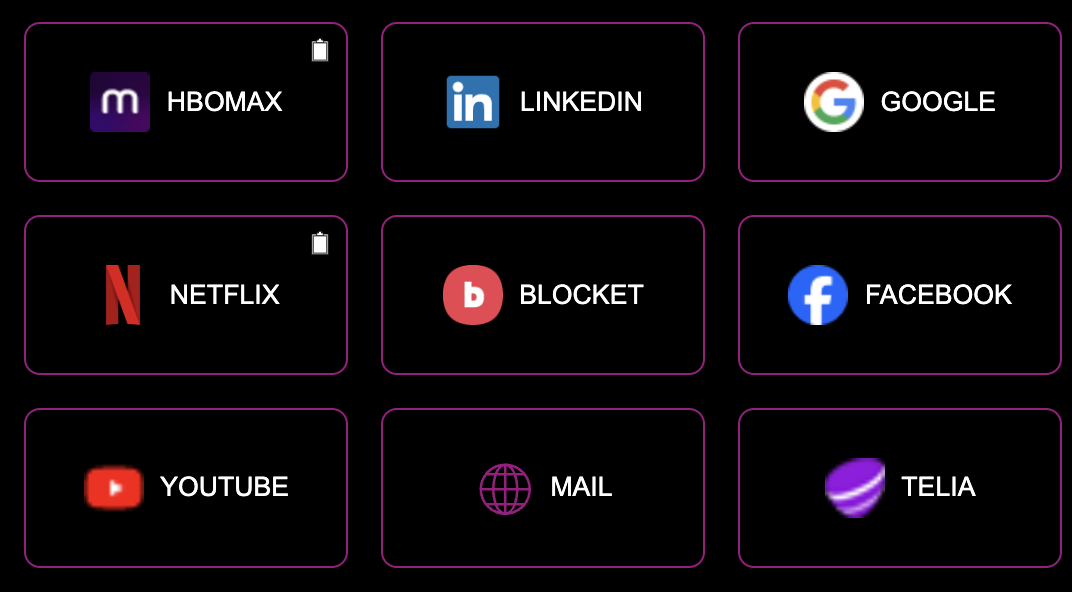 HBOMAX
LINKEDIN
GOOGLE
NETFLIX
BLOCKET
FACEBOOK
YOUTUBE
MAIL
TELIA